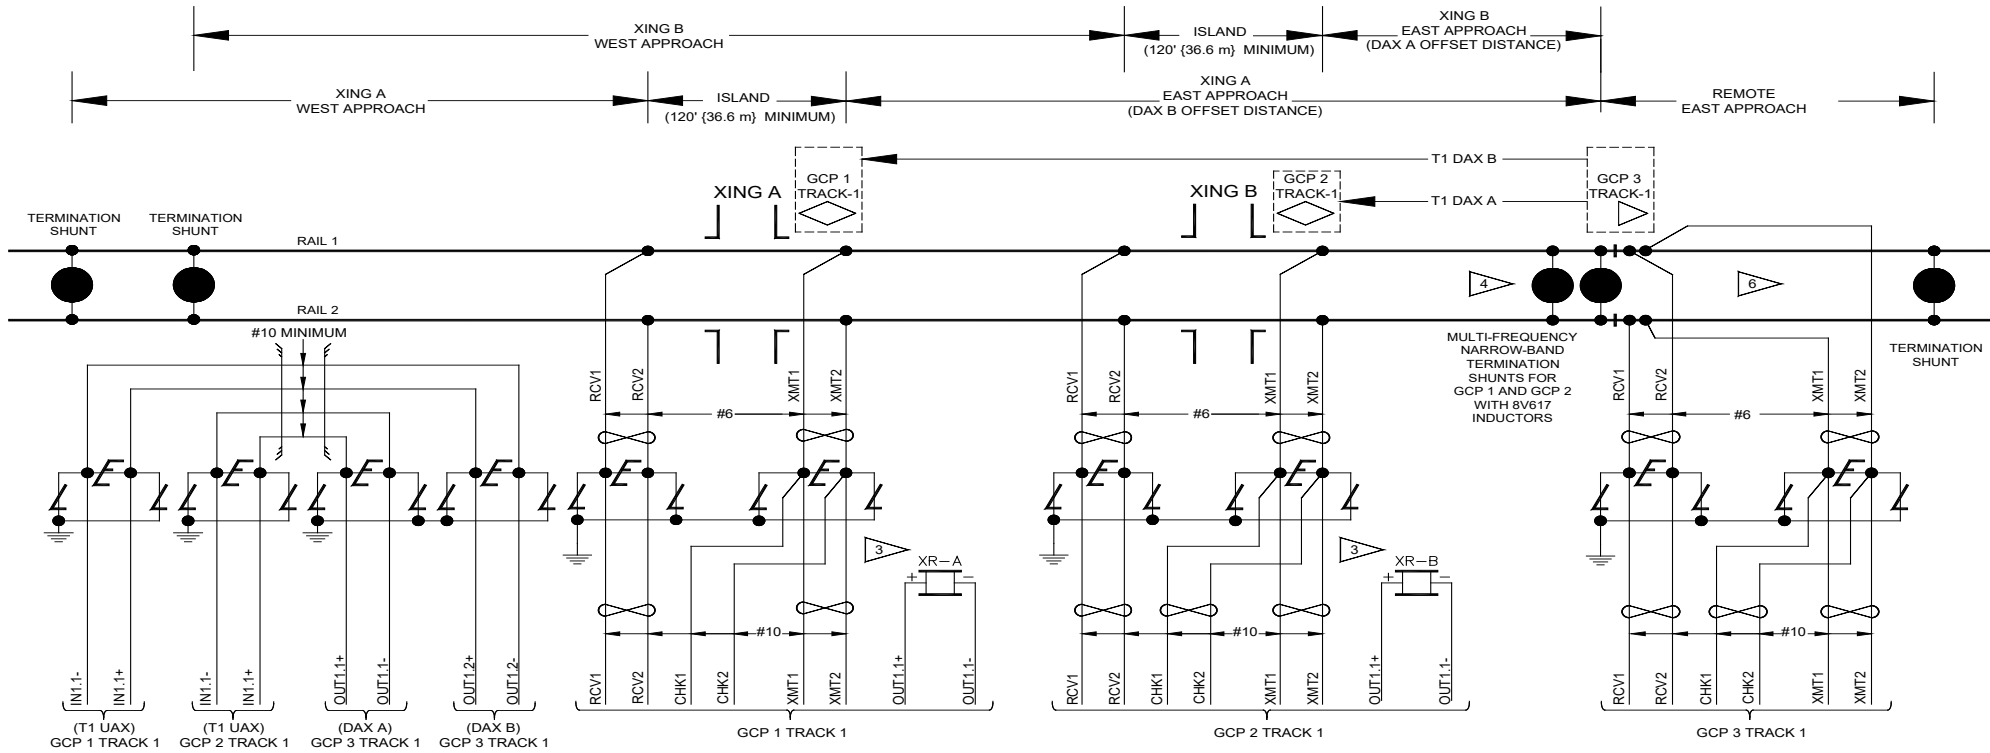 XING B
WEST APPROACH
ISLAND
(120' {36.6 m} MINIMUM)
XING B
EAST APPROACH
(DAX A OFFSET DISTANCE)
XING A
WEST APPROACH
ISLAND
(120' {36.6 m} MINIMUM)
XING A
EAST APPROACH
(DAX B OFFSET DISTANCE)
REMOTE
EAST APPROACH
T1 DAX B
T1 DAX A
GCP 1
TRACK-1
GCP 2
TRACK-1
GCP 3
TRACK-1
XING A
XING B
TERMINATION
SHUNT
TERMINATION
SHUNT
RAIL 1
RAIL 2
4
6
#10 MINIMUM
MULTI-FREQUENCY
NARROW-BAND
TERMINATION
SHUNTS FOR
GCP 1 AND GCP 2
WITH 8V617
INDUCTORS
TERMINATION
SHUNT
RCV1
RCV2
XMT1
XMT2
RCV1
RCV2
XMT1
XMT2
RCV1
RCV2
XMT1
XMT2
#6
#6
#6
3
XR-A
+
-
3
XR-B
+
-
#10
#10
#10
IN1.1-
IN1.1+
IN1.1-
IN1.1+
OUT1.1+
OUT1.1-
OUT1.2+
OUT1.2-
RCV1
RCV2
CHK1
CHK2
XMT1
XMT2
OUT1.1+
OUT1.1-
RCV1
RCV2
CHK1
CHK2
XMT1
XMT2
OUT1.1+
OUT1.1-
RCV1
RCV2
CHK1
CHK2
XMT1
XMT2
(T1 UAX)
GCP 1 TRACK 1
(T1 UAX)
GCP 2 TRACK 1
(DAX A)
GCP 3 TRACK 1
(DAX B)
GCP 3 TRACK 1
GCP 1 TRACK 1
GCP 2 TRACK 1
GCP 3 TRACK 1